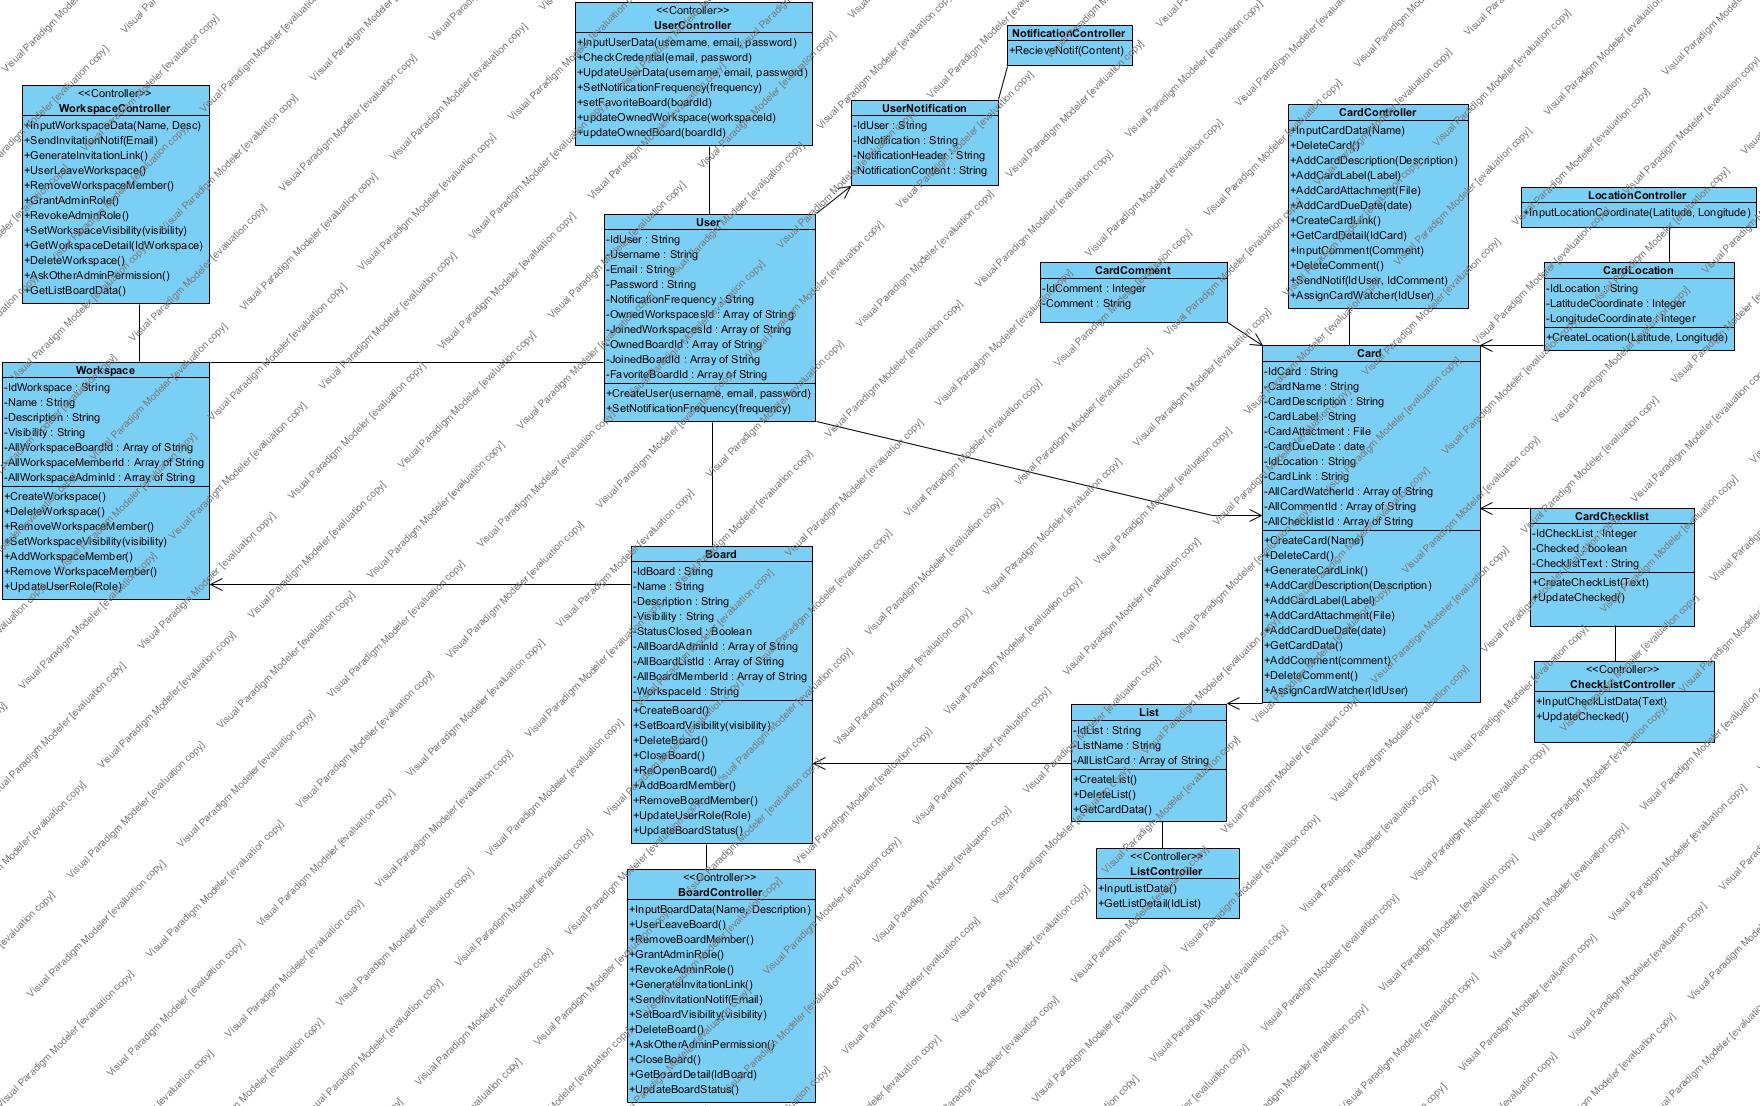 <<Controller>>
UserController
+InputUserData(username, email, password)
+CheckCredential(email, password)
+UpdateUserData(username, email, password)
+SetNotificationFrequency(frequency)
+setFavoriteBoard(boardId)
+updateOwnedWorkspace(workspaceId)
+updateOwnedBoard(boardId)
NotificationController
+RecieveNotif(Content)
<<Controller>>
WorkspaceController
+InputWorkspaceData(Name, Desc)
+SendInvitationNotif(Email)
+GenerateInvitationLink()
+UserLeaveWorkspace()
+RemoveWorkspaceMember()
+GrantAdminRole()
+RevokeAdminRole()
+SetWorkspaceVisibility(visibility)
+GetWorkspaceDetail(IdWorkspace)
+DeleteWorkspace()
+AskOtherAdminPermission()
+GetListBoardData()
UserNotification
-IdUser : String
-IdNotification : String
-NotificationHeader : String
-NotificationContent : String
CardController
+InputCardData(Name)
+DeleteCard()
+AddCardDescription(Description)
+AddCardLabel(Label)
+AddCardAttachment(File)
+AddCardDueDate(date)
+CreateCardLink()
+GetCardDetail(IdCard)
+InputComment(Comment)
+DeleteComment()
+SendNotif(IdUser, IdComment)
+AssignCardWatcher(IdUser)
LocationController
+InputLocationCoordinate(Latitude, Longitude)
User
-IdUser : String
-Username : String
-Email : String
-Password : String
-NotificationFrequency : String
-OwnedWorkspacesId : Array of String
-JoinedWorkspacesId : Array of String
-OwnedBoardId : Array of String
-JoinedBoardId : Array of String
-FavoriteBoardId : Array of String
+CreateUser(username, email, password)
+SetNotificationFrequency(frequency)
CardComment
-IdComment : Integer
-Comment : String
CardLocation
-IdLocation : String
-LatitudeCoordinate : Integer
-LongitudeCoordinate : Integer
+CreateLocation(Latitude, Longitude)
Workspace
-IdWorkspace : String
-Name : String
-Description : String
-Visibility : String
-AllWorkspaceBoardId : Array of String
-AllWorkspaceMemberId : Array of String
-AllWorkspaceAdminId : Array of String
+CreateWorkspace()
+DeleteWorkspace()
+RemoveWorkspaceMember()
+SetWorkspaceVisibility(visibility)
+AddWorkspaceMember()
+Remove WorkspaceMember()
+UpdateUserRole(Role)
Card
-IdCard : String
-CardName : String
-CardDescription : String
-CardLabel : String
-CardAttactment : File
-CardDueDate : date
-IdLocation : String
-CardLink : String
-AllCardWatcherId : Array of String
-AllCommentId : Array of String
-AllChecklistId : Array of String
+CreateCard(Name)
+DeleteCard()
+GenerateCardLink()
+AddCardDescription(Description)
+AddCardLabel(Label)
+AddCardAttachment(File)
+AddCardDueDate(date)
+GetCardData()
+AddComment(comment)
+DeleteComment()
+AssignCardWatcher(IdUser)
CardChecklist
-IdCheckList : Integer
-Checked : boolean
-ChecklistText : String
+CreateCheckList(Text)
+UpdateChecked()
<<Controller>>
CheckListController
+InputCheckListData(Text)
+UpdateChecked()
Board
-IdBoard : String
-Name : String
-Description : String
-Visibility : String
-StatusClosed : Boolean
-AllBoardAdminId : Array of String
-AllBoardListId : Array of String
-AllBoardMemberId : Array of String
-WorkspaceId : String
+CreateBoard()
+SetBoardVisibility(visibility)
+DeleteBoard()
+CloseBoard()
+ReOpenBoard()
+AddBoardMember()
+RemoveBoardMember()
+UpdateUserRole(Role)
+UpdateBoardStatus()
List
-IdList : String
-ListName : String
-AllListCard : Array of String
+CreateList()
+DeleteList()
+GetCardData()
<<Controller>>
ListController
+InputListData()
+GetListDetail(IdList)
<<Controller>>
BoardController
+InputBoardData(Name, Description)
+UserLeaveBoard()
+RemoveBoardMember()
+GrantAdminRole()
+RevokeAdminRole()
+GenerateInvitationLink()
+SendInvitationNotif(Email)
+SetBoardVisibility(visibility)
+DeleteBoard()
+AskOtherAdminPermission()
+CloseBoard()
+GetBoardDetail(IdBoard)
+UpdateBoardStatus()
Visual Paradigm Modeler [evaluation copy]